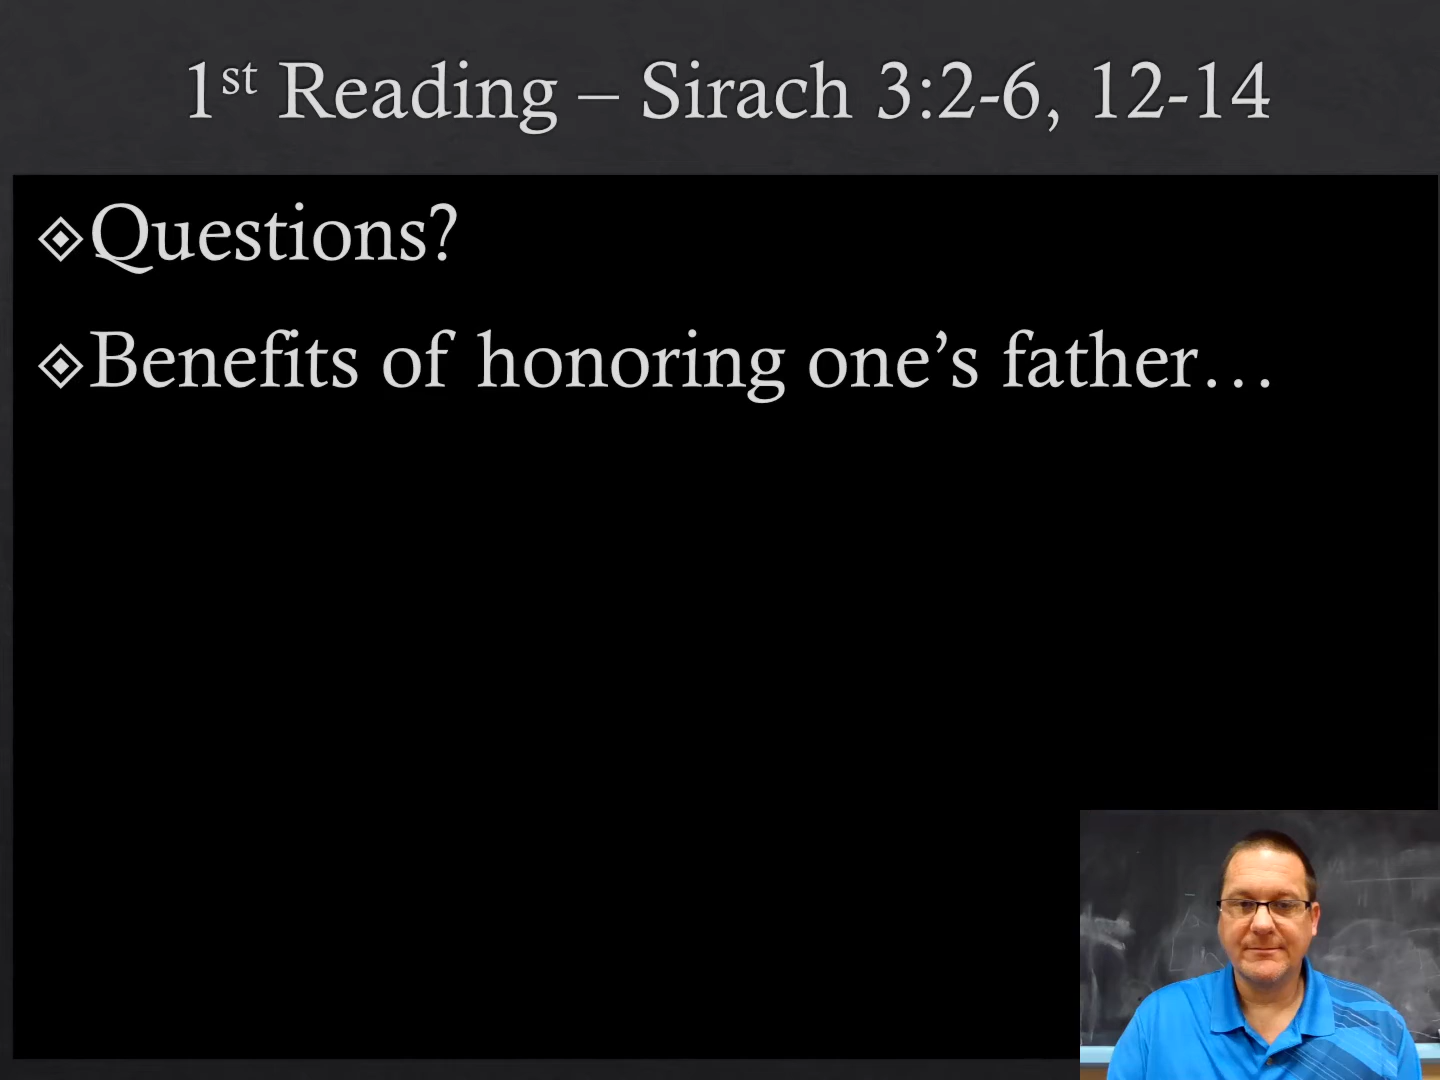 1st Reading – Sirach 3:2-6, 12-14
Questions?
Benefits of honoring one’s father…